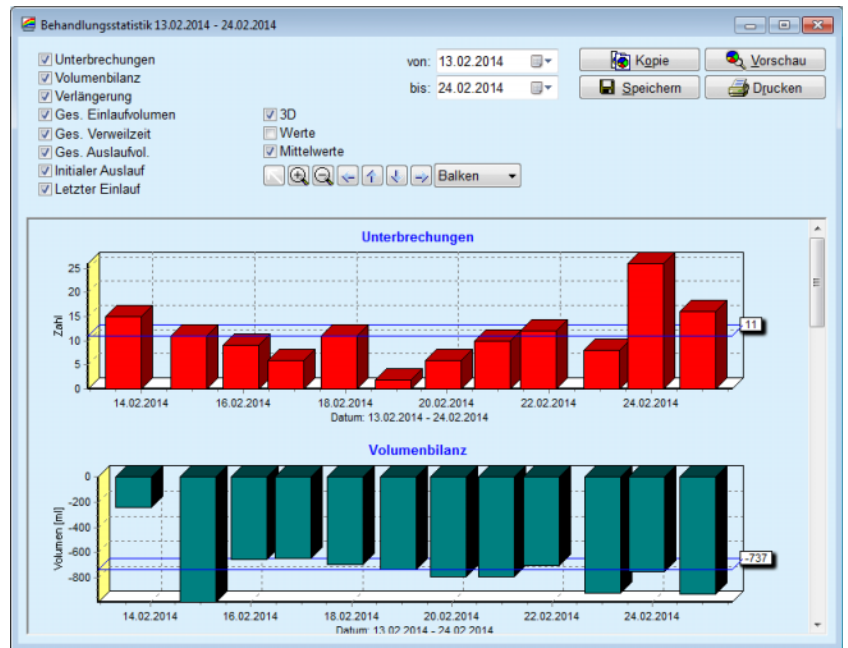 Behandlungsstatistik 13.02.2014 - 24.02.2014
Unterbrechungen
Volumenbilanz
Verlängerung
Ges. Einlaufvolumen
Ges. Verweilzeit
Ges. Auslaufvol.
Initialer Auslauf
Letzter Einlauf
3D
Werte
Mittelwerte
Balken
von: 13.02.2014
bis: 24.02.2014
Kopie
Vorschau
Speichern
Drucken
Unterbrechungen
Zahl
25
20
15
10
5
0
11
14.02.2014 16.02.2014 18.02.2014 20.02.2014 22.02.2014 24.02.2014
Datum: 13.02.2014 - 24.02.2014
Volumenbilanz
Volumen [ml]
0
-200
-400
-600
-800
-737
14.02.2014 16.02.2014 18.02.2014 20.02.2014 22.02.2014 24.02.2014
Datum: 13.02.2014 - 24.02.2014